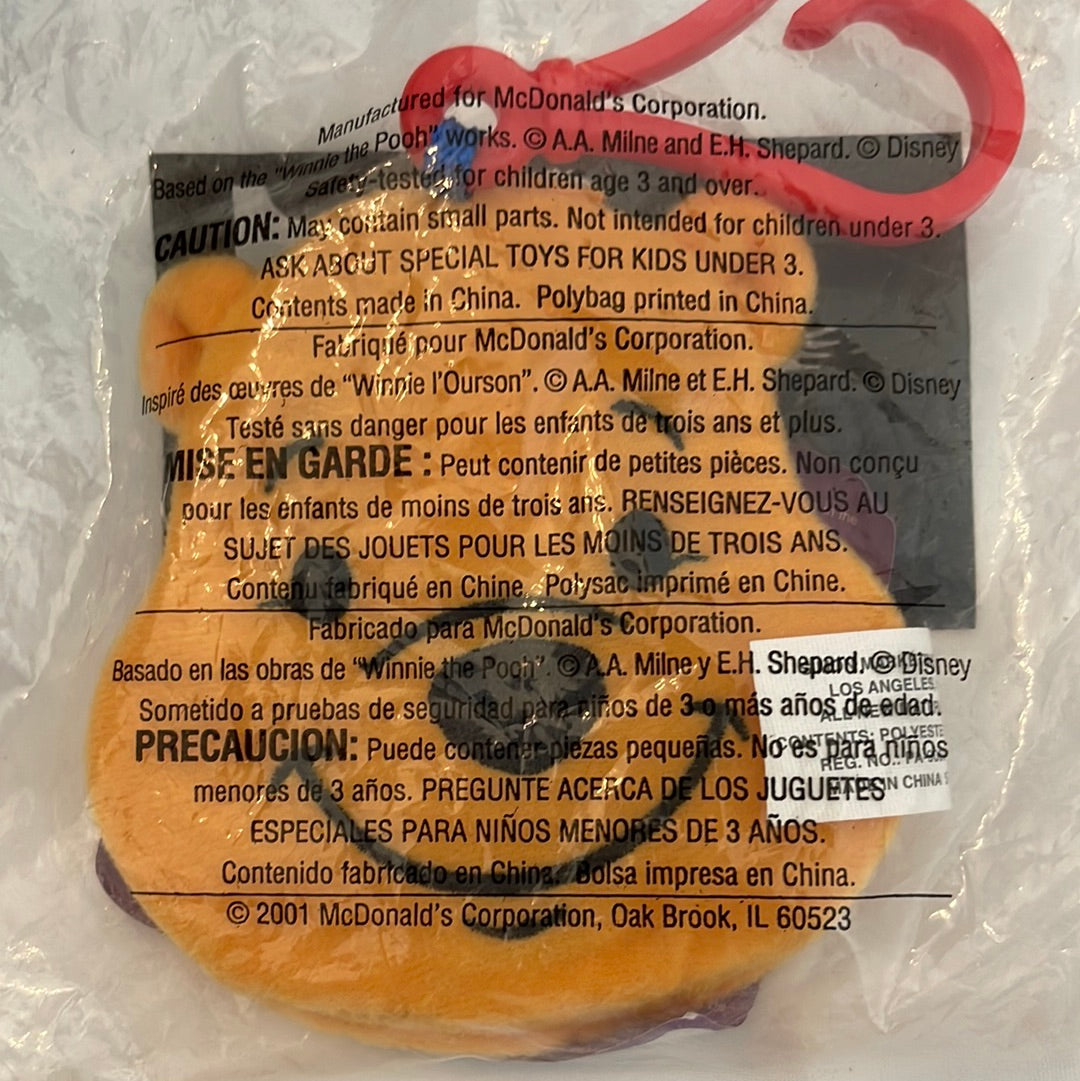 Manufactured for McDonald's Corporation.
Based on the "Winnie the Pooh" works. © A.A. Milne and E.H. Shepard. © Disney
Safety-tested for children age 3 and over.
CAUTION: May contain small parts. Not intended for children under 3.
ASK ABOUT SPECIAL TOYS FOR KIDS UNDER 3.
Contents made in China. Polybag printed in China.
Fabriqué pour McDonald's Corporation.
Inspiré des œuvres de “Winnie l'Ourson”. © A.A. Milne et E.H. Shepard. © Disney
Testé sans danger pour les enfants de trois ans et plus.
MISE EN GARDE : Peut contenir de petites pièces. Non conçu
pour les enfants de moins de trois ans. RENSEIGNEZ-VOUS AU
SUJET DES JOUETS POUR LES MOINS DE TROIS ANS.
Contenu fabriqué en Chine. Polysac imprimé en Chine.
Fabricado para McDonald's Corporation.
Basado en las obras de “Winnie the Pooh”. © A.A. Milne y E.H. Shepard. © Disney
Sometido a pruebas de seguridad para niños de 3 o más años de edad.
PRECAUCION: Puede contener piezas pequeñas. No es para niños
menores de 3 años. PREGUNTE ACERCA DE LOS JUGUETES
ESPECIALES PARA NIÑOS MENORES DE 3 AÑOS.
Contenido fabricado en China. Bolsa impresa en China.
© 2001 McDonald's Corporation, Oak Brook, IL 60523
LOS ANGELES
ALL NEW
CONTENTS: POLYESTE
REG. NO.: PA
MADE IN CHINA